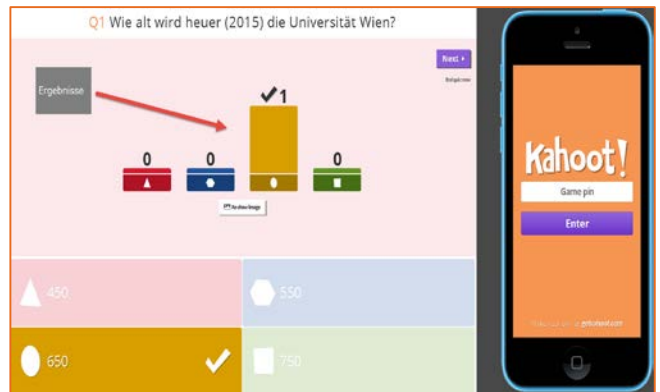 Q1 Wie alt wird heuer (2015) die Universität Wien?
Next
Ergebnisse
1
0
0
0
450
550
650
750
Kahoot!
Game pin
Enter